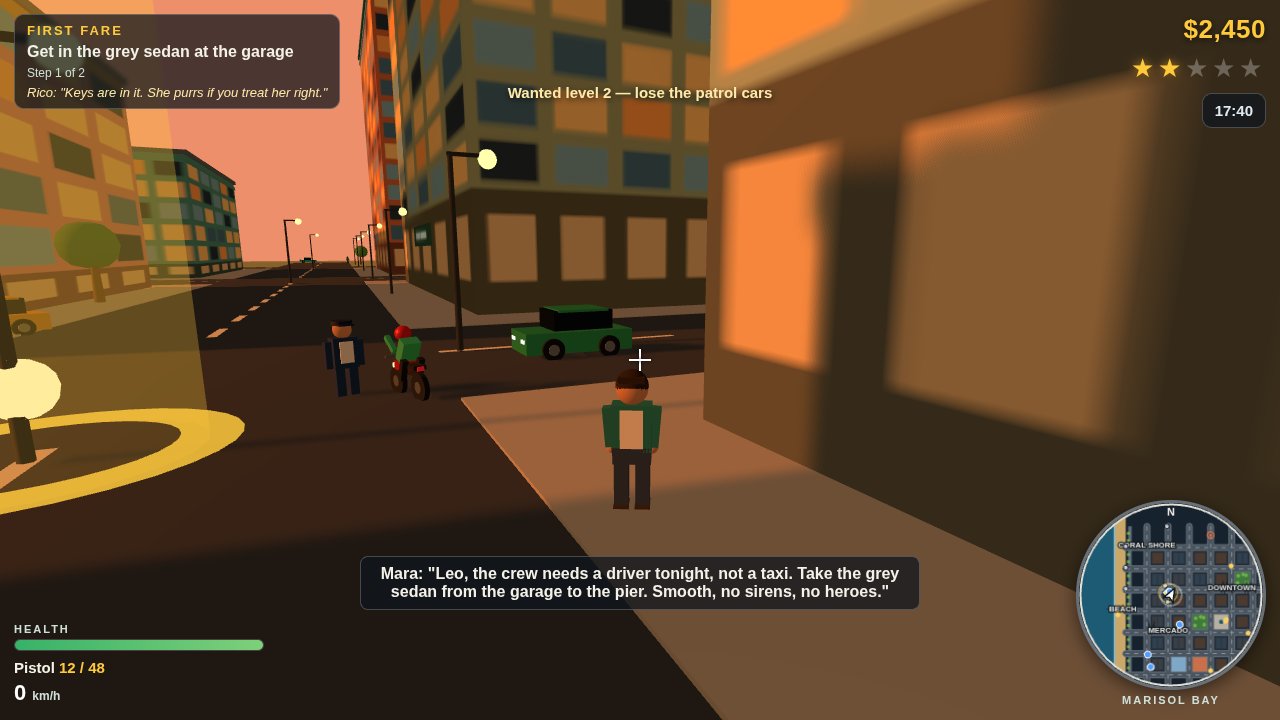 FIRST FARE
Get in the grey sedan at the garage
Step 1 of 2
Rico: "Keys are in it. She purrs if you treat her right."
Wanted level 2 — lose the patrol cars
$2,450
17:40
Mara: "Leo, the crew needs a driver tonight, not a taxi. Take the grey
sedan from the garage to the pier. Smooth, no sirens, no heroes."
HEALTH
Pistol 12 / 48
0 km/h
N
CORAL SHORE
DOWNTOWN
BEACH
MERCADO
MARISOL BAY